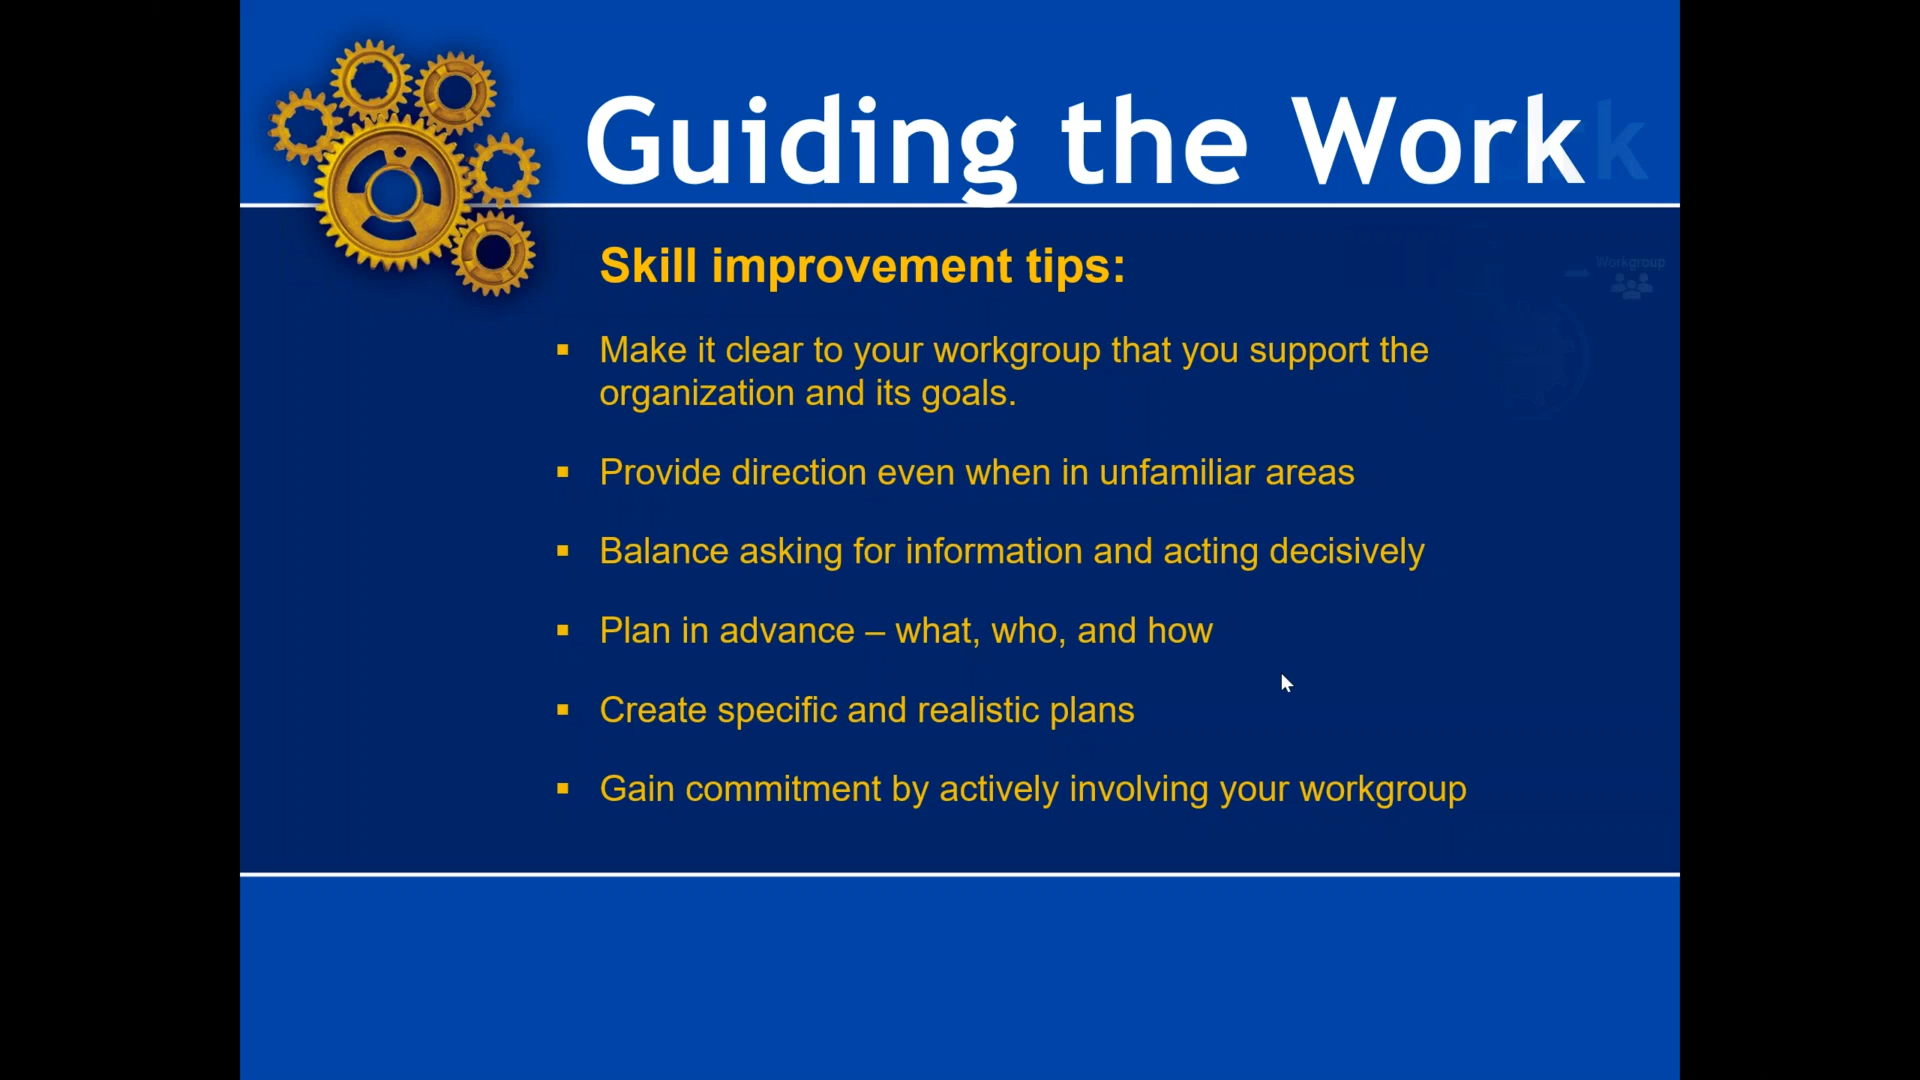 Guiding the Work
Skill improvement tips:
Workgroup
▪ Make it clear to your workgroup that you support the
organization and its goals.
▪ Provide direction even when in unfamiliar areas
▪ Balance asking for information and acting decisively
▪ Plan in advance – what, who, and how
▪ Create specific and realistic plans
▪ Gain commitment by actively involving your workgroup